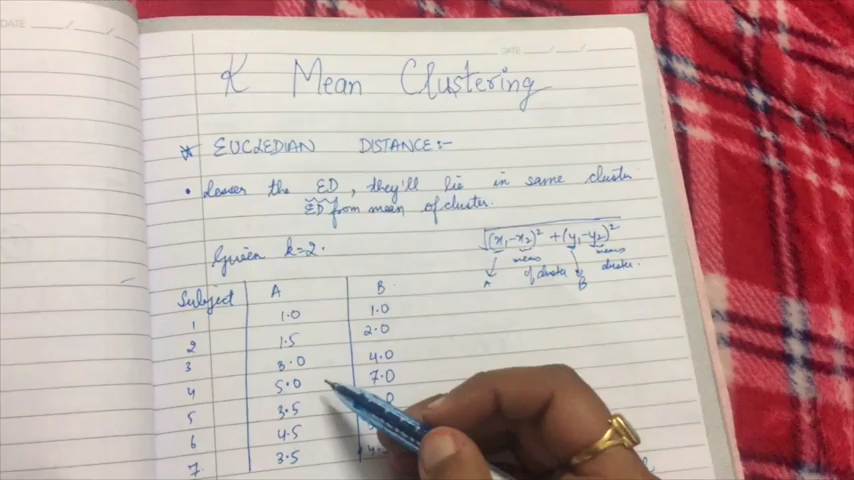 DATE
DATE
K Mean Clustering
* EUCLEDIAN DISTANCE:-
• Lesser the ED, they'll lie in same cluster
ED from mean of cluster.
Given k=2.
√(x₁-x₂)² + (y₁-y₂)²
A means of cluster B means cluster
Subject A B
1 1.0 1.0
2 1.5 2.0
3 3.0 4.0
4 5.0 7.0
5 3.5
6 4.5
7. 3.5